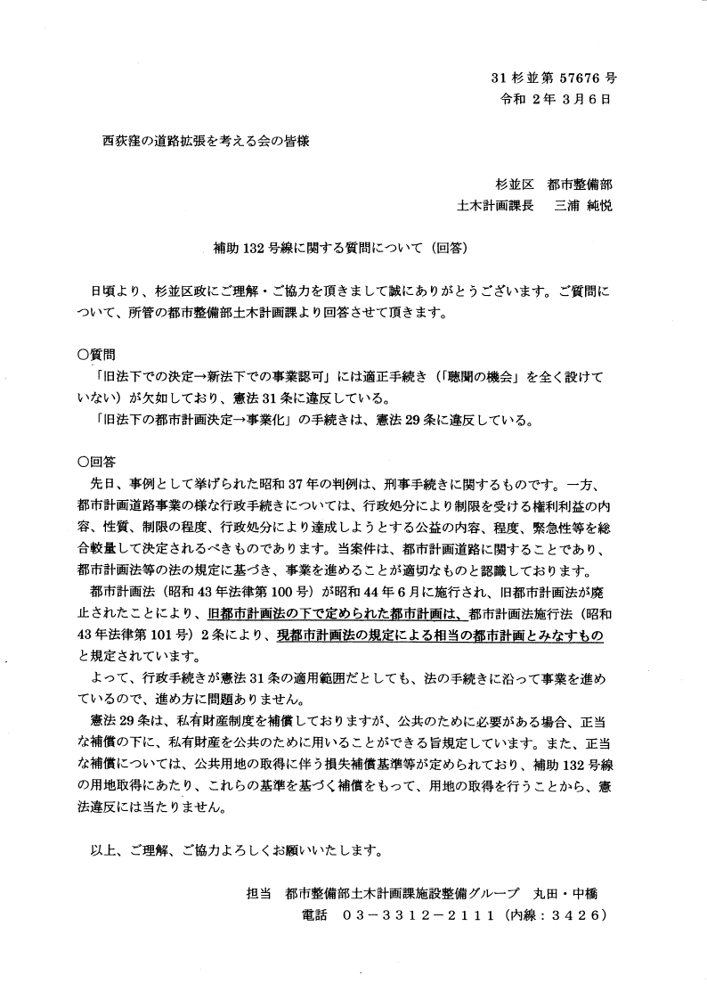 31 杉並第 57676 号
令和 2年 3月6日
西荻窪の道路拡張を考える会の皆様
杉並区 都市整備部
土木計画課長 三浦 純悦
補助 132 号線に関する質問について（回答）
日頃より、杉並区政にご理解・ご協力を頂きまして誠にありがとうございます。ご質問に
ついて、所管の都市整備部土木計画課より回答させて頂きます。
〇質問
「旧法下での決定→新法下での事業認可」には適正手続き（「聴聞の機会」を全く設けて
いない）が欠如しており、憲法 31 条に違反している。
「旧法下の都市計画決定→事業化」の手続きは、憲法 29 条に違反している。
〇回答
先日、事例として挙げられた昭和 37 年の判例は、刑事手続きに関するものです。一方、
都市計画道路事業の様な行政手続きについては、行政処分により制限を受ける権利利益の内
容、性質、制限の程度、行政処分により達成しようとする公益の内容、程度、緊急性等を総
合較量して決定されるべきものであります。当案件は、都市計画道路に関することであり、
都市計画法等の法の規定に基づき、事業を進めることが適切なものと認識しております。
都市計画法（昭和 43 年法律第 100 号）が昭和 44 年 6 月に施行され、旧都市計画法が廃
止されたことにより、旧都市計画法の下で定められた都市計画は、都市計画法施行法（昭和
43 年法律第 101 号）2 条により、現都市計画法の規定による相当の都市計画とみなすもの
と規定されています。
よって、行政手続きが憲法 31 条の適用範囲だとしても、法の手続きに沿って事業を進め
ているので、進め方に問題ありません。
憲法 29 条は、私有財産制度を補償しておりますが、公共のために必要がある場合、正当
な補償の下に、私有財産を公共のために用いることができる旨規定しています。また、正当
な補償については、公共用地の取得に伴う損失補償基準等が定められており、補助 132 号線
の用地取得にあたり、これらの基準を基づく補償をもって、用地の取得を行うことから、憲
法違反には当たりません。
以上、ご理解、ご協力よろしくお願いいたします。
担当 都市整備部土木計画課施設整備グループ 丸田・中橋
電話 ０３－３３１２－２１１１（内線：３４２６）